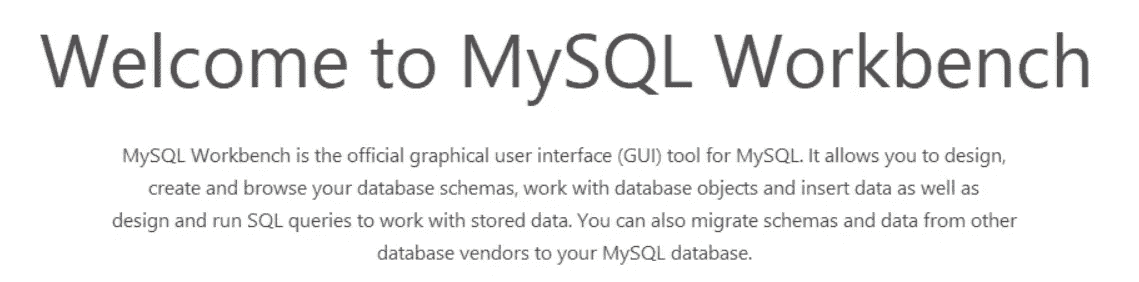 Welcome to MySQL Workbench
MySQL Workbench is the official graphical user interface (GUI) tool for MySQL. It allows you to design,
create and browse your database schemas, work with database objects and insert data as well as
design and run SQL queries to work with stored data. You can also migrate schemas and data from other
database vendors to your MySQL database.